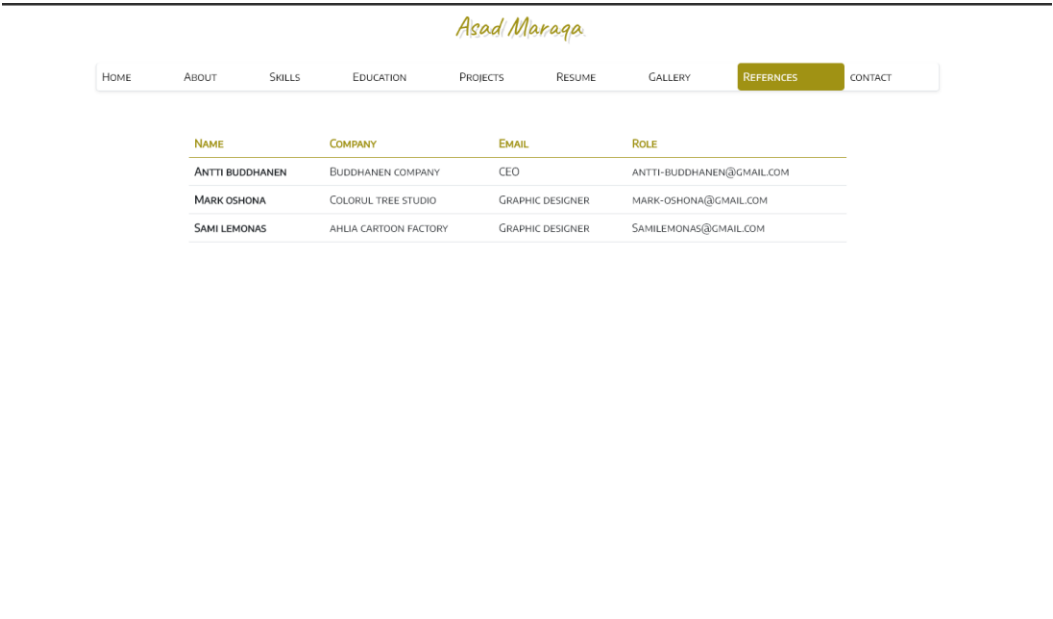 Asad Maraqa
Home About Skills Education Projects Resume Gallery Refernces contact
Name Company Email Role
Antti buddhanen Buddhanen company CEO antti-buddhanen@gmail.com
Mark oshona Colorul tree studio Graphic designer mark-oshona@gmail.com
Sami lemonas ahlia cartoon factory Graphic designer Samilemonas@gmail.com